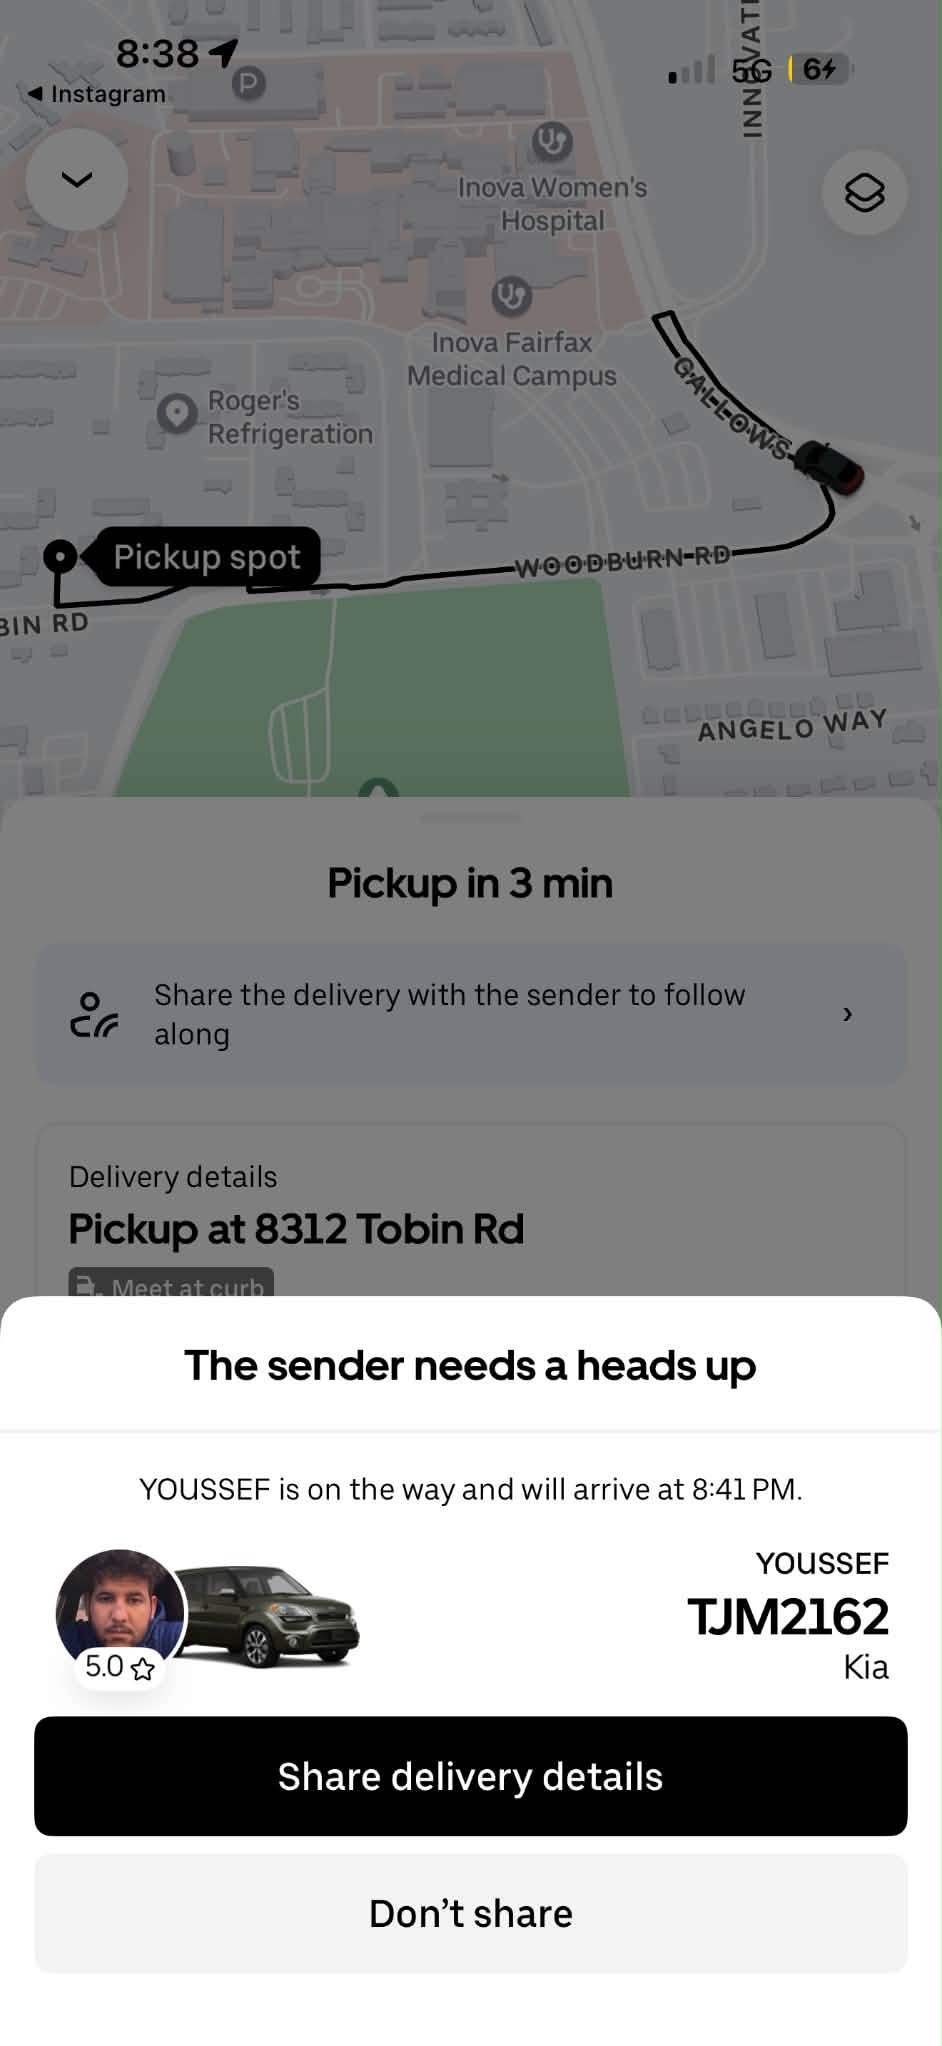 8:38
5G
6
◀ Instagram
P
INNOVATI
Inova Women's
Hospital
Inova Fairfax
Medical Campus
GALLOWS
Roger's
Refrigeration
Pickup spot
WOODBURN RD
BIN RD
ANGELO WAY
Pickup in 3 min
Share the delivery with the sender to follow
along
Delivery details
Pickup at 8312 Tobin Rd
Meet at curb
The sender needs a heads up
YOUSSEF is on the way and will arrive at 8:41 PM.
YOUSSEF
TJM2162
5.0
Kia
Share delivery details
Don't share